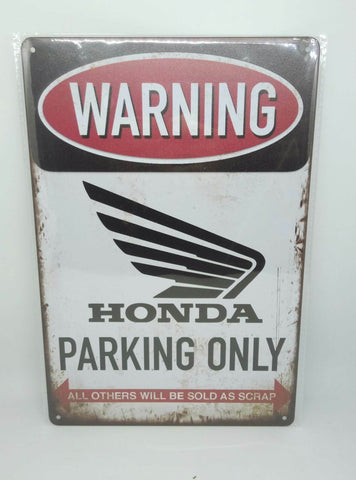 WARNING
HONDA
PARKING ONLY
ALL OTHERS WILL BE SOLD AS SCRAP